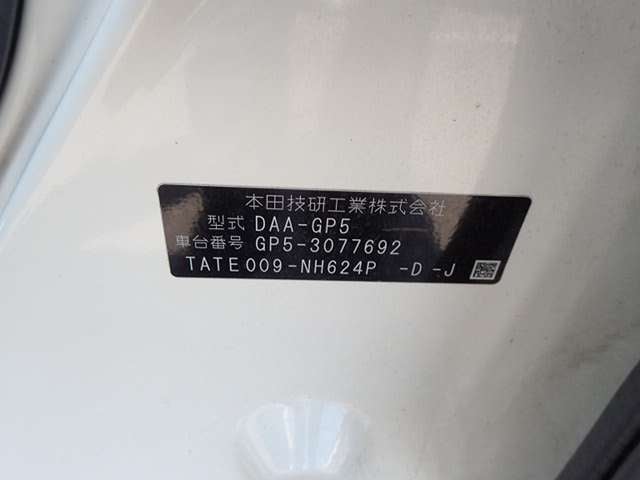 本田技研工業株式会社
型式 DAA-GP5
車台番号 GP5-3077692
TATE009-NH624P -D -J